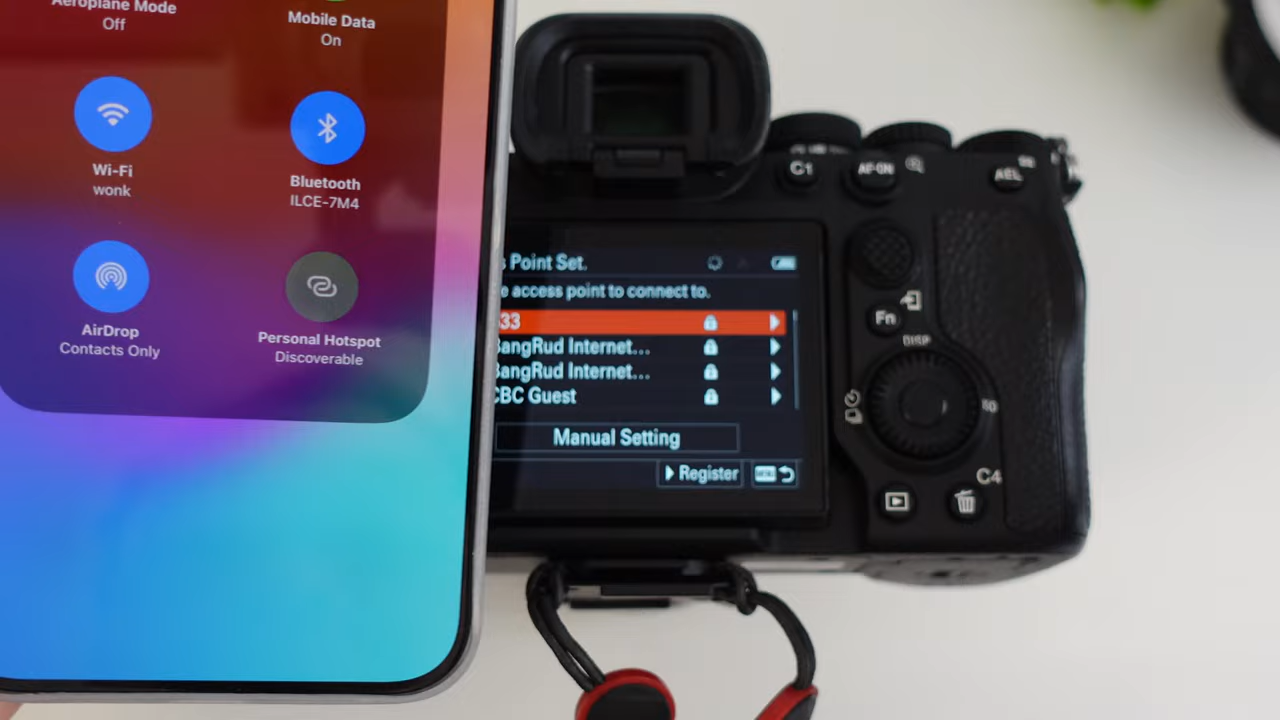 Aeroplane Mode
Off
Mobile Data
On
Wi-Fi
wonk
Bluetooth
ILCE-7M4
AirDrop
Contacts Only
Personal Hotspot
Discoverable
C1
AF-ON
AEL
Point Set.
access point to connect to.
33
BangRud Internet...
BangRud Internet...
CBC Guest
Manual Setting
Register
MENU
Fn
DISP
ISO
C4